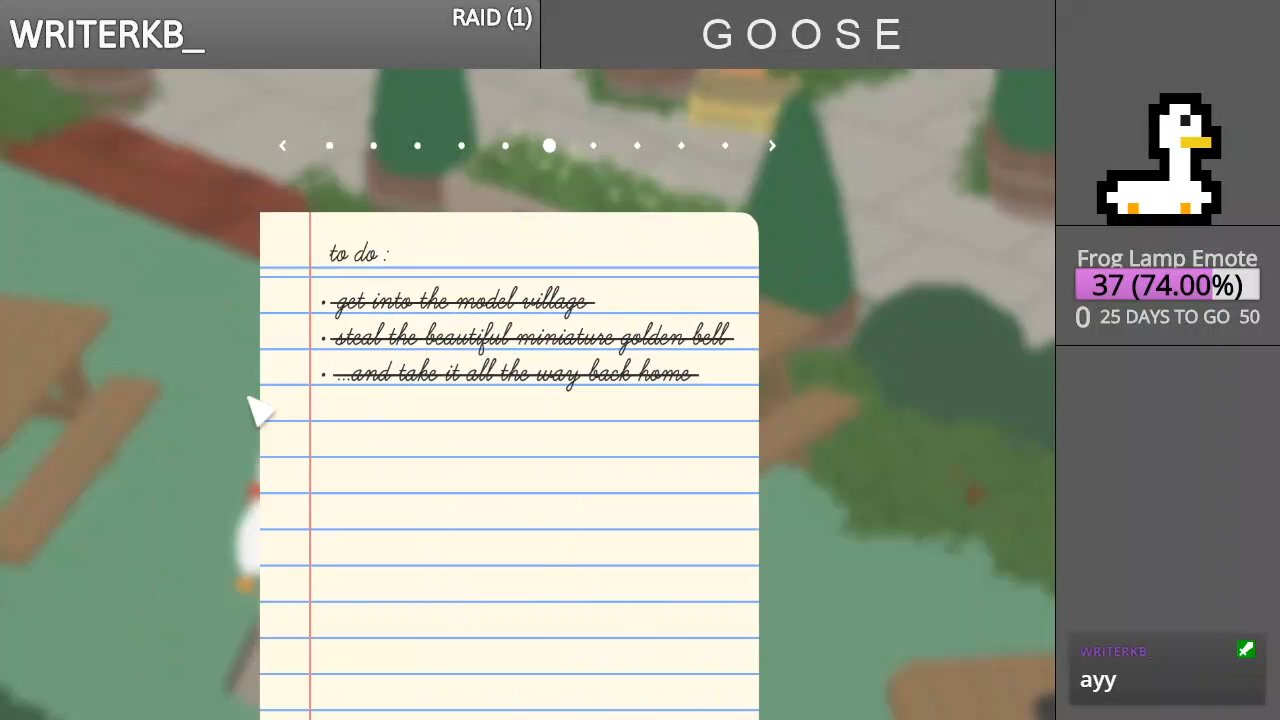 WRITERKB_
RAID (1)
GOOSE
to do :
• get into the model village
• steal the beautiful miniature golden bell
• ...and take it all the way back home
Frog Lamp Emote
37 (74.00%)
0 25 DAYS TO GO 50
WRITERKB_
ayy